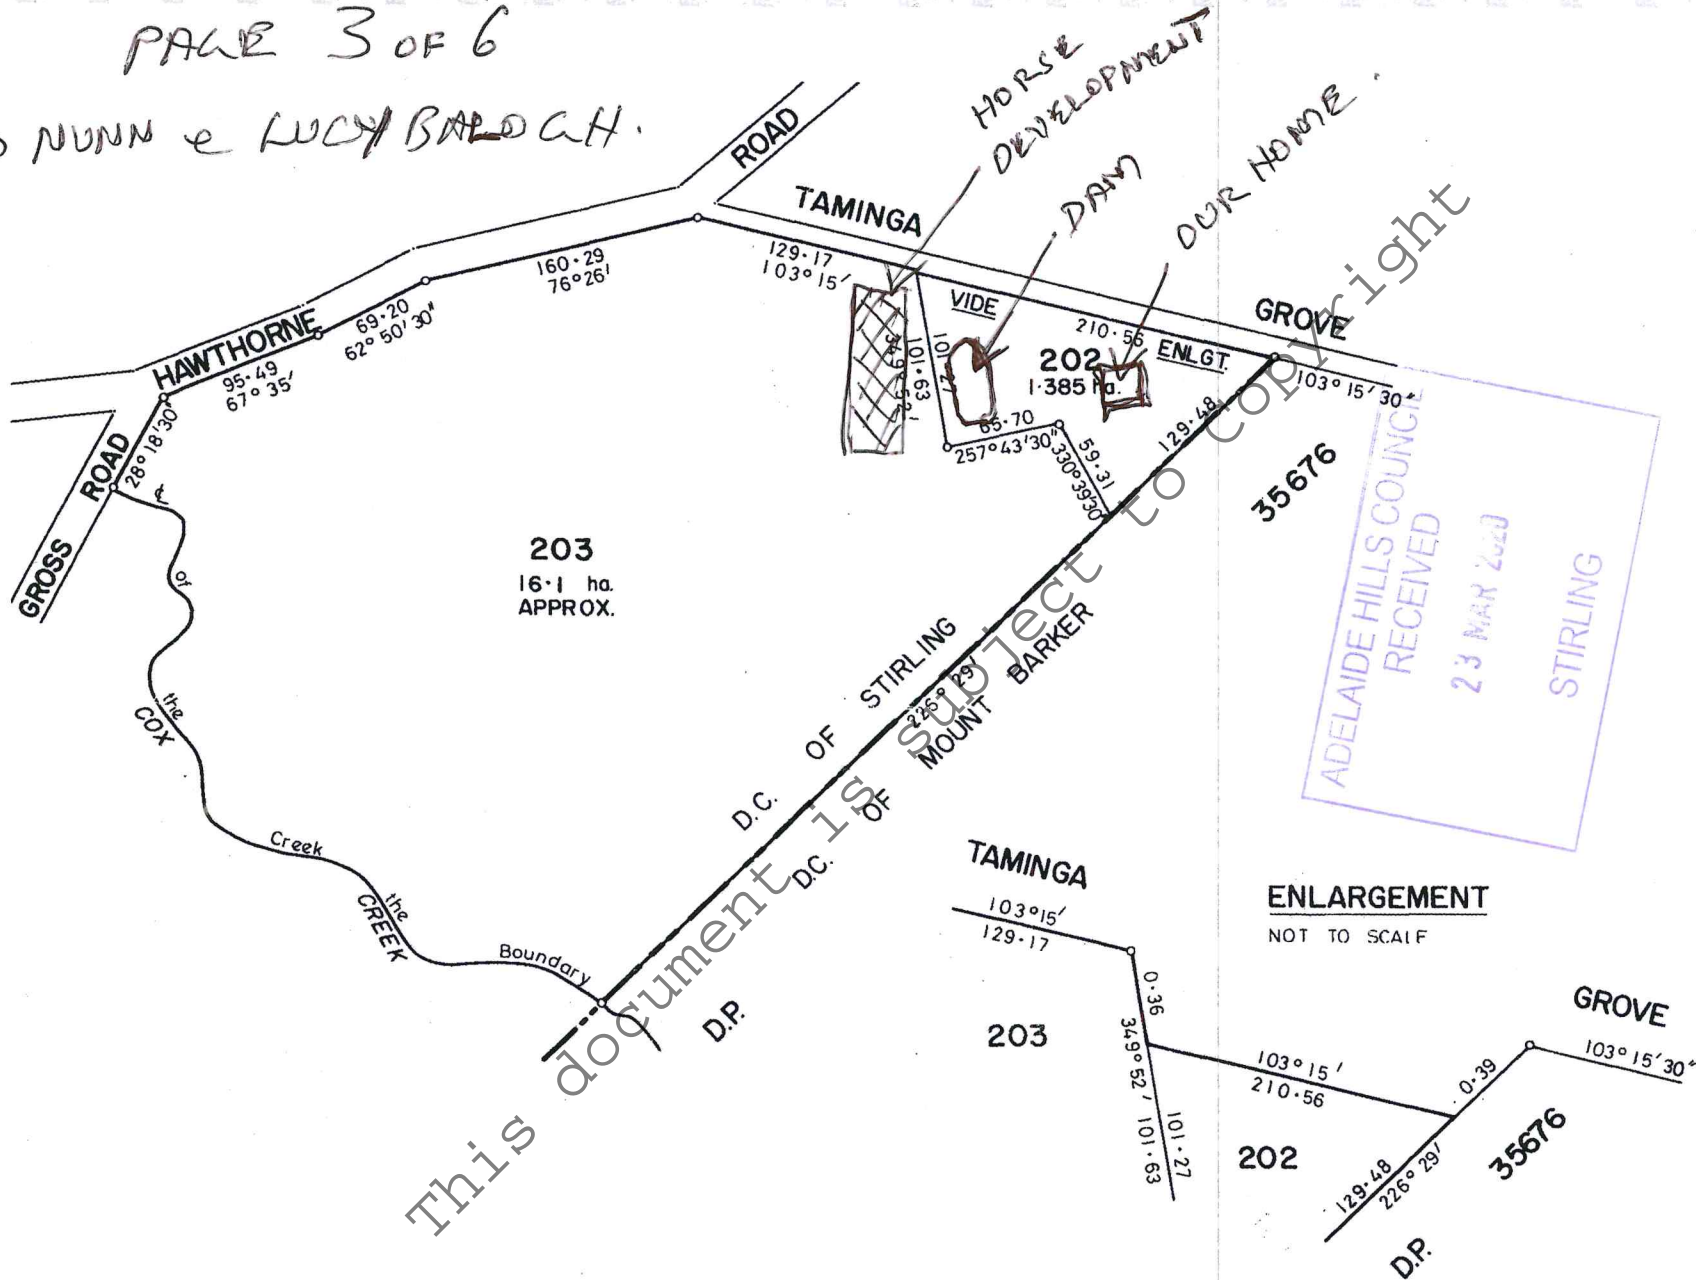 PAGE 3 OF 6
NUNN & LUCY BALOGH.
HORSE
DEVELOPMENT
DAM
OUR HOME.
ROAD
TAMINGA
GROVE
129·17
103°15′
160·29
76°26′
69·20
62° 50′ 30″
HAWTHORNE
95·49
67° 35′
ROAD
GROSS
28° 18′ 30″
℄
of
the
COX
Creek
the
CREEK
Boundary
VIDE
ENLGT.
210·56
202
1·385 ha.
101·27
101·63
349° 52′
65·70
257° 43′ 30″
59·31
330° 39′ 30″
129·48
103° 15′ 30″
35676
203
16·1 ha.
APPROX.
D.C. OF STIRLING
226° 29′
D.C. OF MOUNT BARKER
D.P.
ADELAIDE HILLS COUNCIL
RECEIVED
23 MAR 2020
STIRLING
ENLARGEMENT
NOT TO SCALE
TAMINGA
103°15′
129·17
0·36
349° 52′
101·63
101·27
203
103° 15′
210·56
202
GROVE
103° 15′ 30″
0·39
129·48
226° 29′
35676
D.P.
This document is subject to copyright